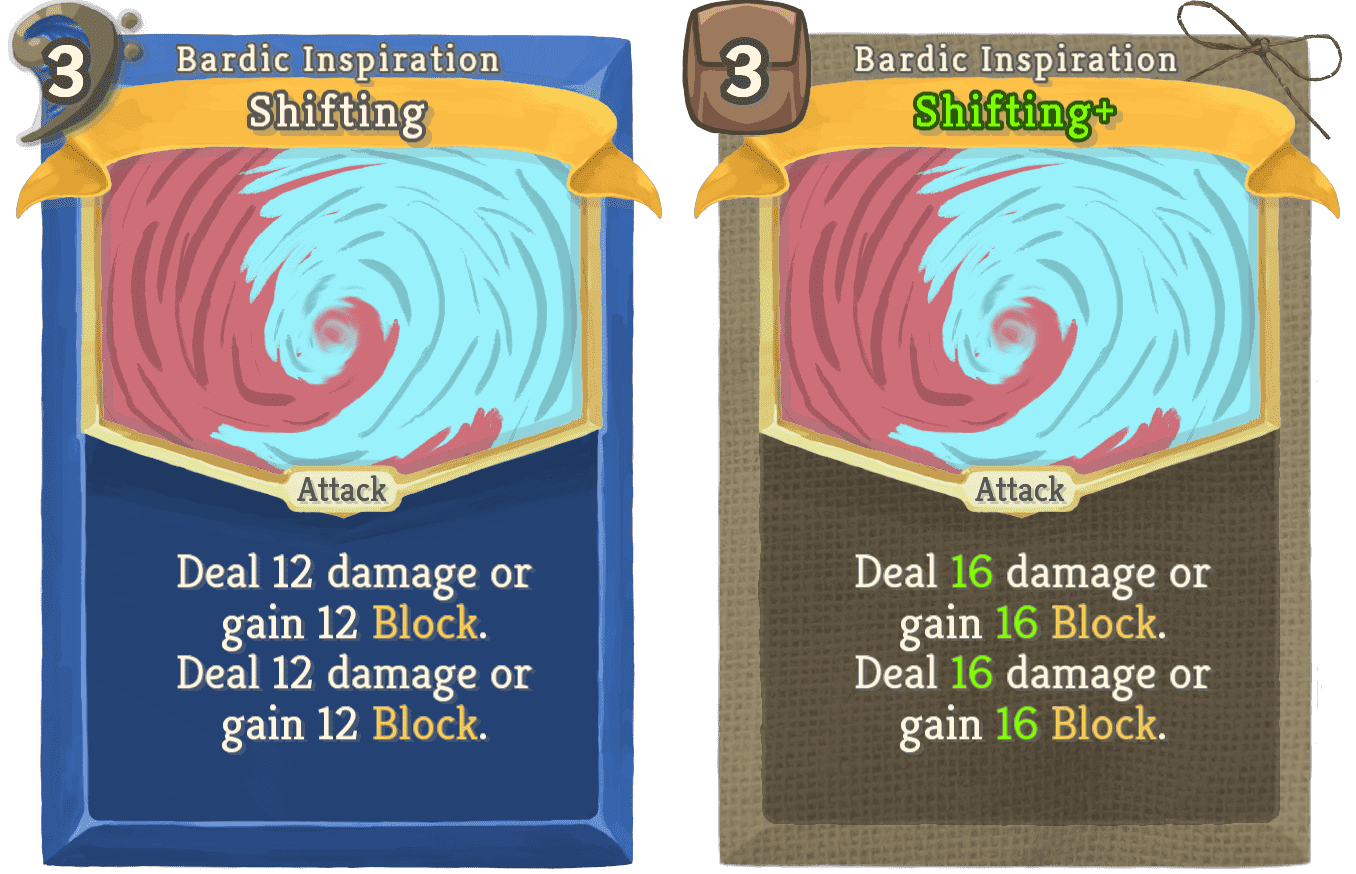 3
Bardic Inspiration
Shifting
Attack
Deal 12 damage or
gain 12 Block.
Deal 12 damage or
gain 12 Block.
3
Bardic Inspiration
Shifting+
Attack
Deal 16 damage or
gain 16 Block.
Deal 16 damage or
gain 16 Block.